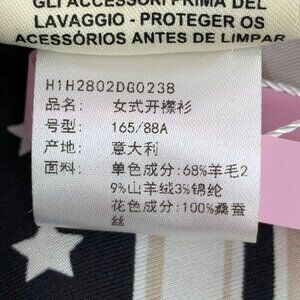 GLI ACCESSORI PRIMA DEL
LAVAGGIO - PROTEGER OS
ACESSÓRIOS ANTES DE LIMPAR
H1H2802DG0238
品名: 女式开襟衫
号型: 165/88A
产地: 意大利
面料: 单色成分:68%羊毛2
9%山羊绒3%锦纶
花色成分:100%桑蚕
丝